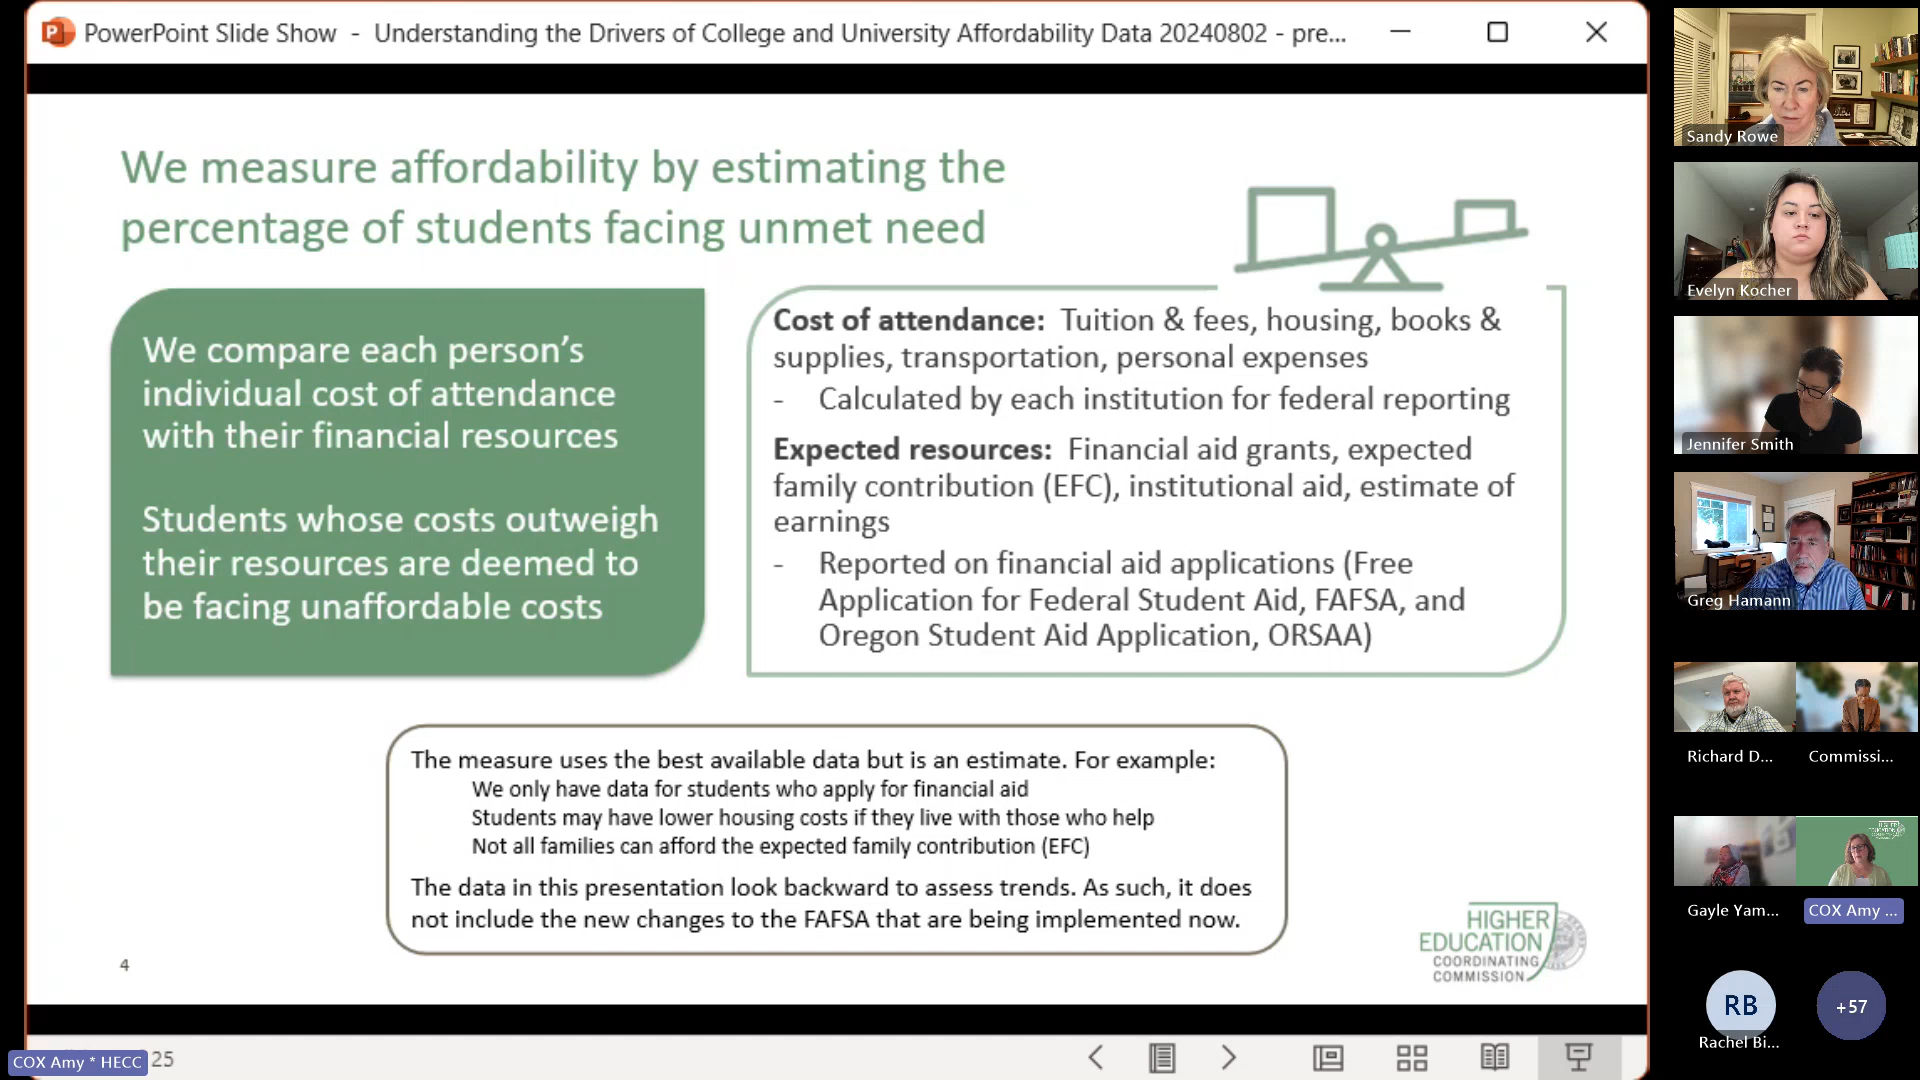 PowerPoint Slide Show - Understanding the Drivers of College and University Affordability Data 20240802 - pre...
We measure affordability by estimating the
percentage of students facing unmet need
We compare each person's
individual cost of attendance
with their financial resources
Students whose costs outweigh
their resources are deemed to
be facing unaffordable costs
Cost of attendance: Tuition & fees, housing, books &
supplies, transportation, personal expenses
- Calculated by each institution for federal reporting
Expected resources: Financial aid grants, expected
family contribution (EFC), institutional aid, estimate of
earnings
- Reported on financial aid applications (Free
Application for Federal Student Aid, FAFSA, and
Oregon Student Aid Application, ORSAA)
The measure uses the best available data but is an estimate. For example:
We only have data for students who apply for financial aid
Students may have lower housing costs if they live with those who help
Not all families can afford the expected family contribution (EFC)
The data in this presentation look backward to assess trends. As such, it does
not include the new changes to the FAFSA that are being implemented now.
4
HIGHER
EDUCATION
COORDINATING
COMMISSION
COX Amy * HECC
25
Sandy Rowe
Evelyn Kocher
Jennifer Smith
Greg Hamann
Richard D...
Commissi...
Gayle Yam...
COX Amy ...
RB
+57
Rachel Bi...